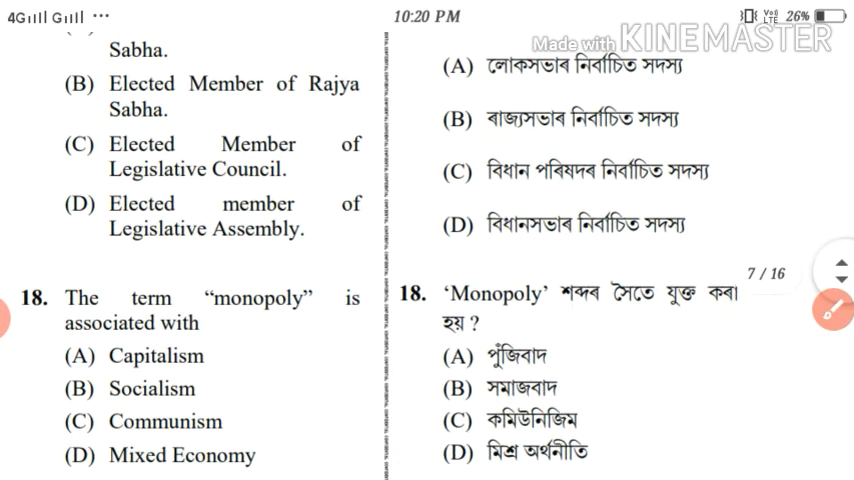 4G 10:20 PM Vo)) LTE 26%
Made with KINEMASTER
Sabha.
(B) Elected Member of Rajya
Sabha.
(C) Elected Member of
Legislative Council.
(D) Elected member of
Legislative Assembly.
18. The term “monopoly” is
associated with
(A) Capitalism
(B) Socialism
(C) Communism
(D) Mixed Economy
(A) লোকসভাৰ নিৰ্বাচিত সদস্য
(B) ৰাজ্যসভাৰ নিৰ্বাচিত সদস্য
(C) বিধান পৰিষদৰ নিৰ্বাচিত সদস্য
(D) বিধানসভাৰ নিৰ্বাচিত সদস্য
7 / 16
18. ‘Monopoly’ শব্দৰ সৈতে যুক্ত কৰা
হয় ?
(A) পুঁজিবাদ
(B) সমাজবাদ
(C) কমিউনিজিম
(D) মিশ্ৰ অৰ্থনীতি